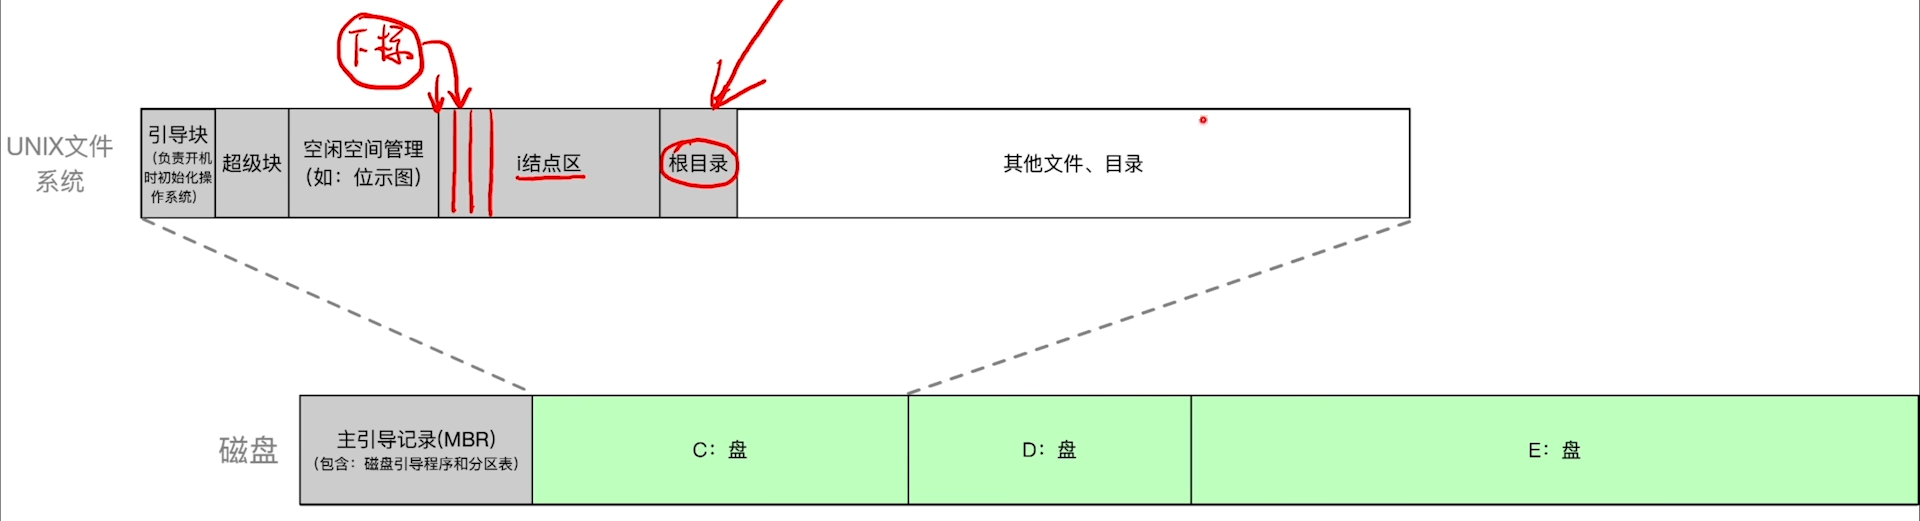 下标
UNIX文件
系统
引导块
(负责开机
时初始化操
作系统)
超级块
空闲空间管理
(如：位示图)
i结点区
根目录
其他文件、目录
磁盘
主引导记录(MBR)
(包含：磁盘引导程序和分区表)
C：盘
D：盘
E：盘